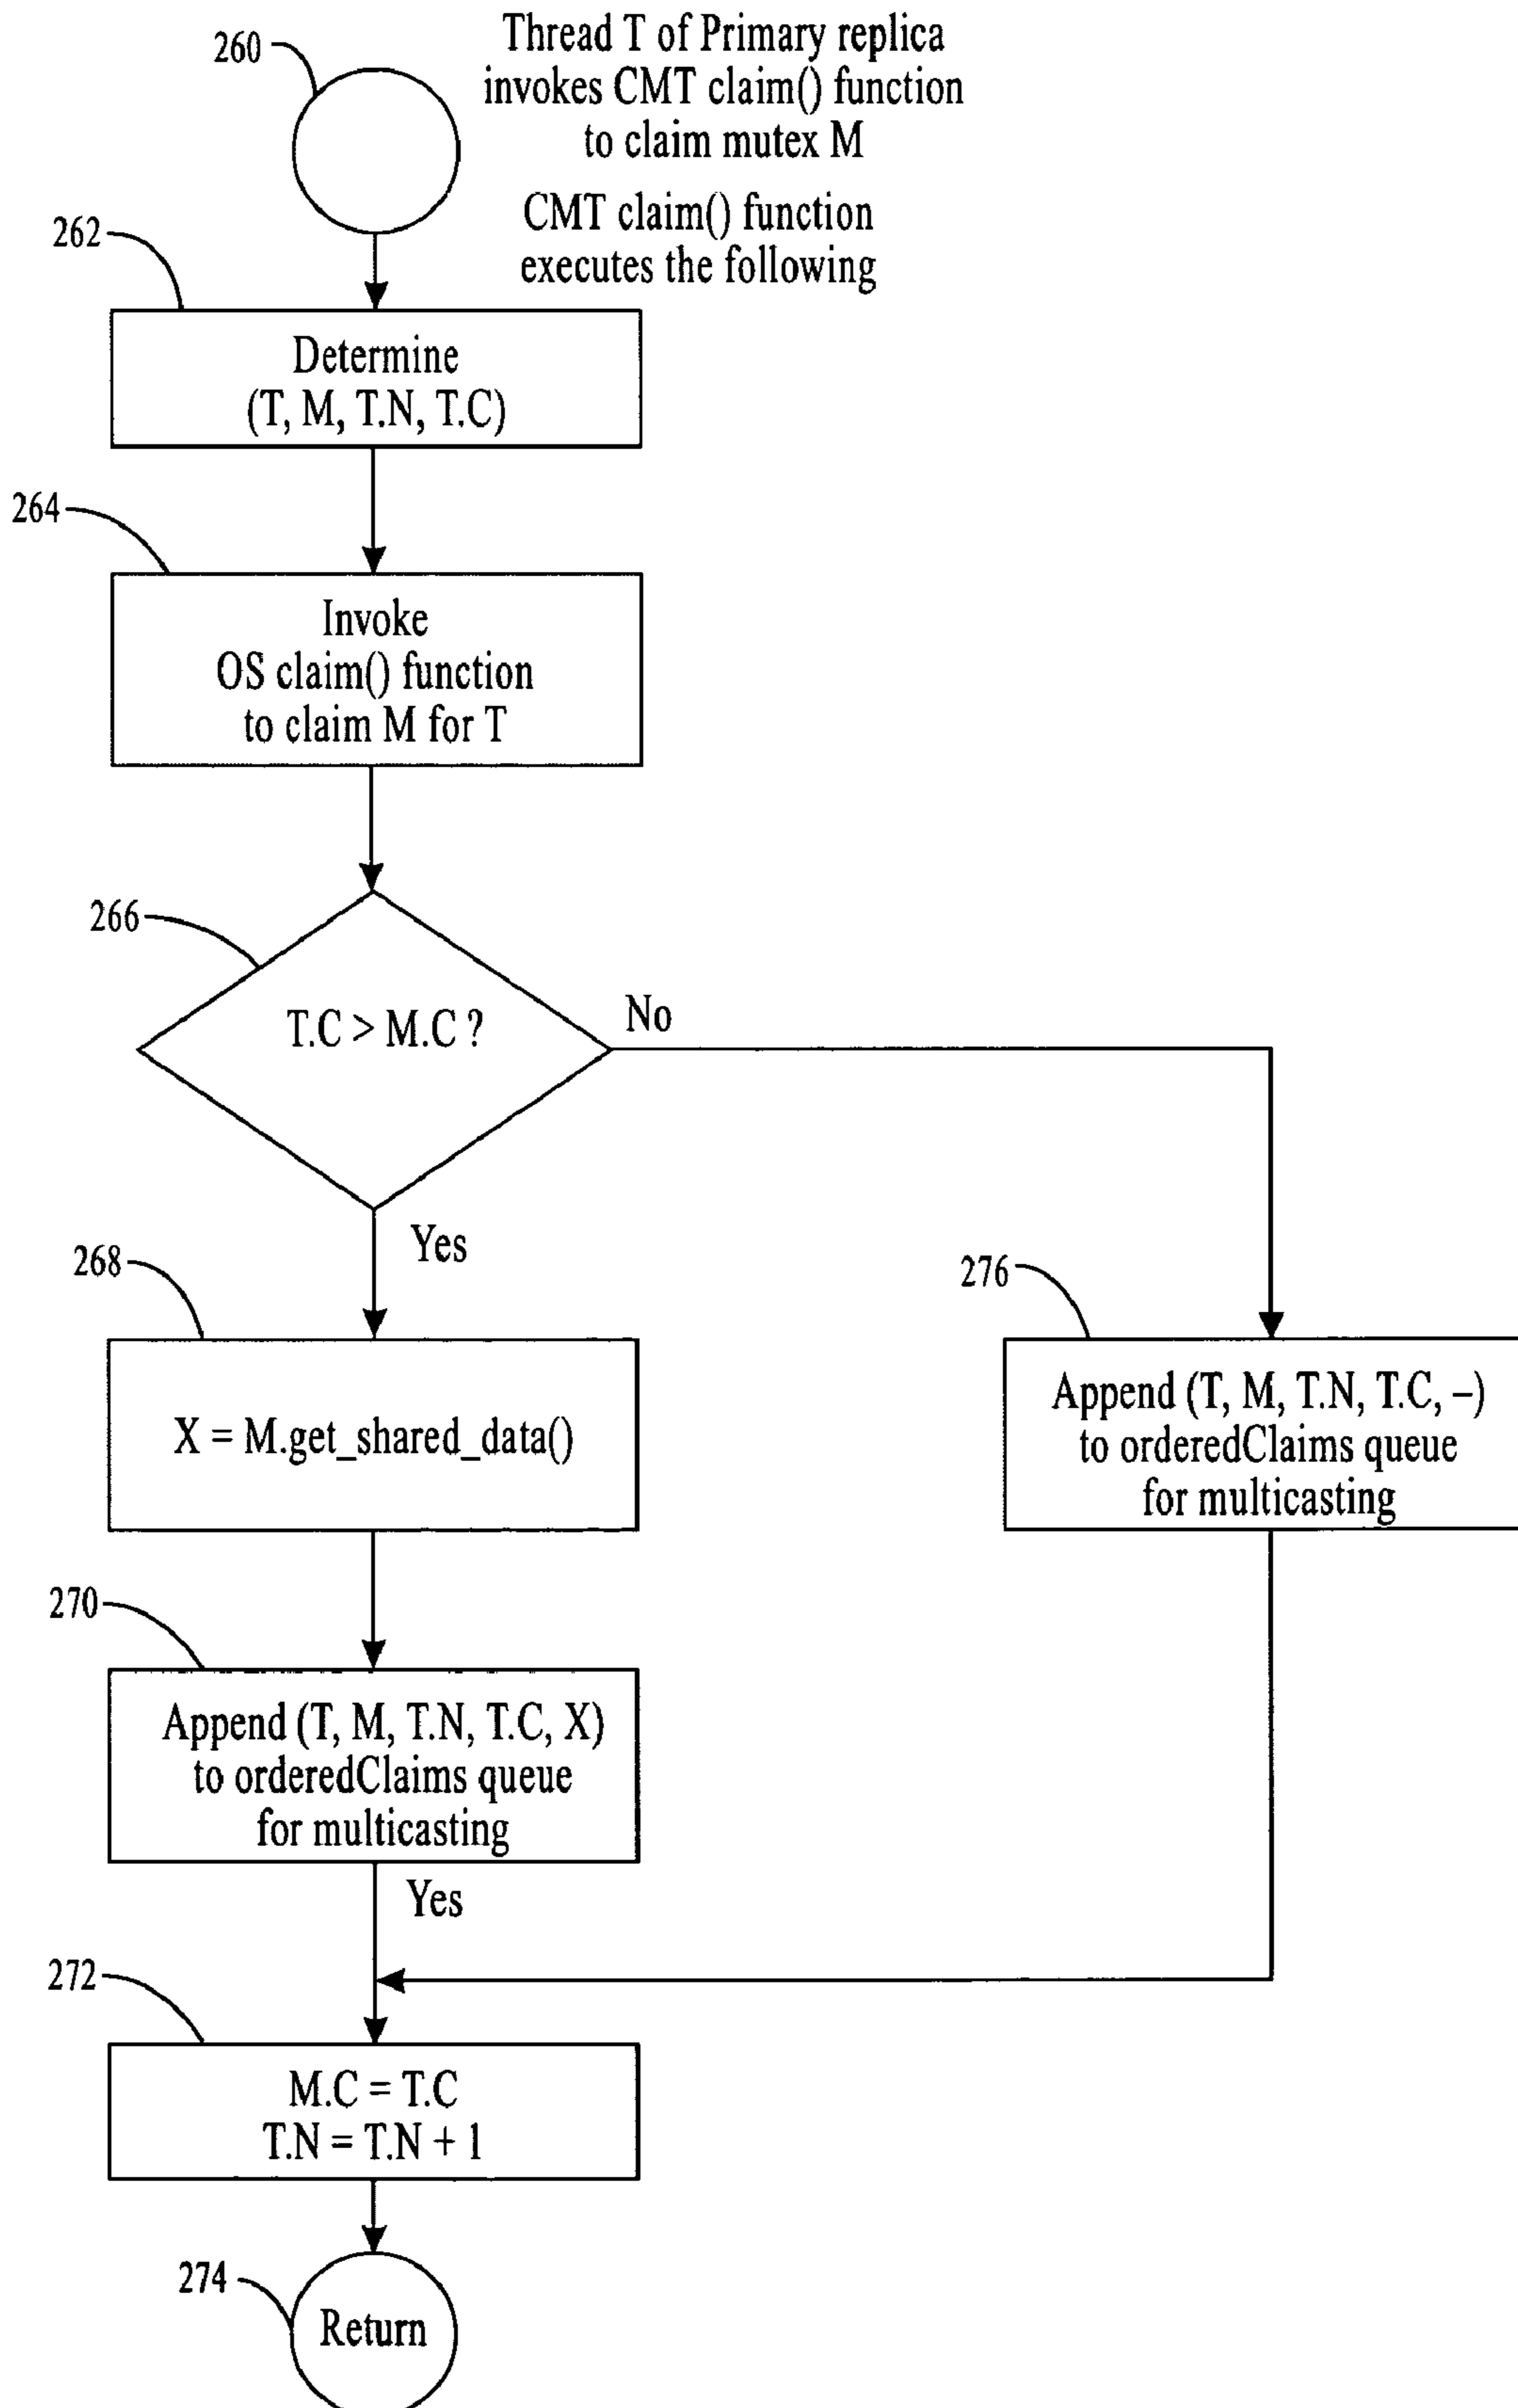 260
Thread T of Primary replica
invokes CMT claim() function
to claim mutex M
CMT claim() function
executes the following
262
Determine
(T, M, T.N, T.C)
264
Invoke
OS claim() function
to claim M for T
266
T.C > M.C ?
No
Yes
268
X = M.get_shared_data()
276
Append (T, M, T.N, T.C, –)
to orderedClaims queue
for multicasting
270
Append (T, M, T.N, T.C, X)
to orderedClaims queue
for multicasting
Yes
272
M.C = T.C
T.N = T.N + 1
274
Return